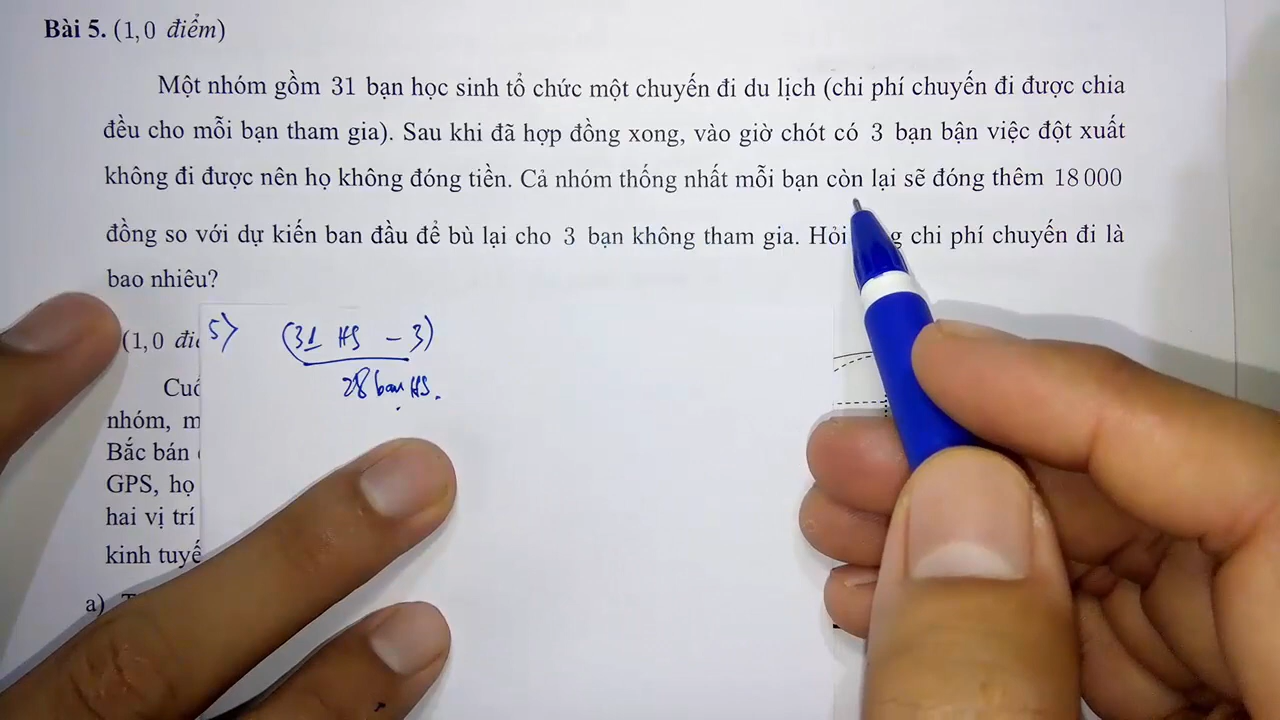 Bài 5. (1,0 điểm)
Một nhóm gồm 31 bạn học sinh tổ chức một chuyến đi du lịch (chi phí chuyến đi được chia
đều cho mỗi bạn tham gia). Sau khi đã hợp đồng xong, vào giờ chót có 3 bạn bận việc đột xuất
không đi được nên họ không đóng tiền. Cả nhóm thống nhất mỗi bạn còn lại sẽ đóng thêm 18 000
đồng so với dự kiến ban đầu để bù lại cho 3 bạn không tham gia. Hỏi chi phí chuyến đi là
bao nhiêu?
(1,0
5) (31 HS - 3)
28 bạn HS.
nhóm, m
Bắc bán
GPS, họ
hai vị trí
a)